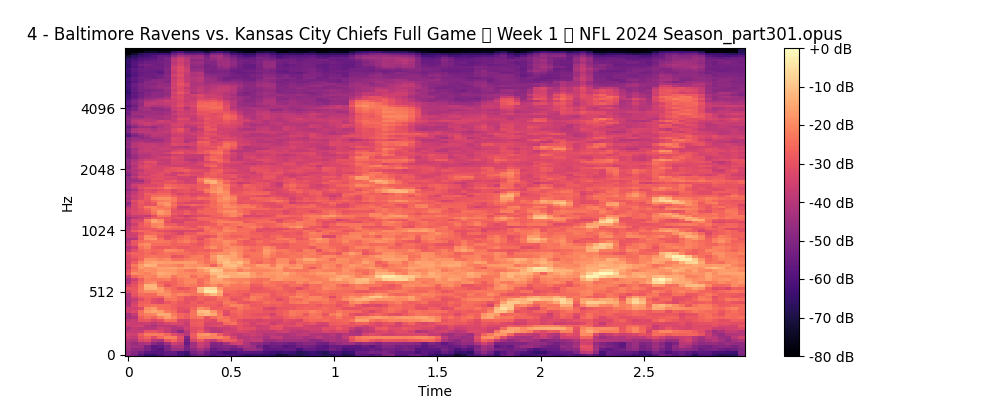 4 - Baltimore Ravens vs. Kansas City Chiefs Full Game ▯ Week 1 ▯ NFL 2024 Season_part301.opus
+0 dB
-10 dB
-20 dB
-30 dB
-40 dB
-50 dB
-60 dB
-70 dB
-80 dB
4096
2048
1024
512
0
Hz
0
0.5
1
1.5
2
2.5
Time